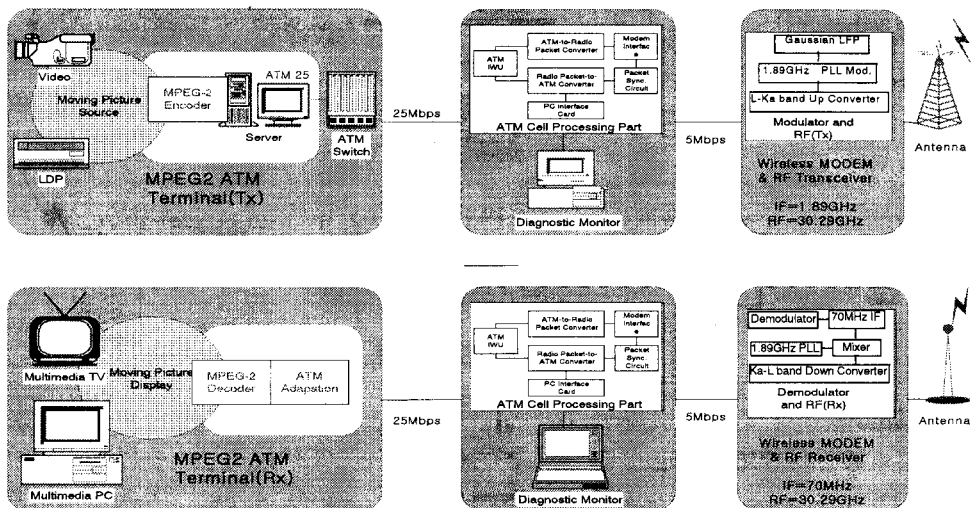 Video
Moving Picture
Source
LDP
MPEG-2
Encoder
ATM 25
Server
ATM
Switch
MPEG2 ATM
Terminal(Tx)
25Mbps
ATM
IWU
ATM-to-Radio
Packet Converter
Modem
Interfac
e
Radio Packet-to-
ATM Converter
Packet
Sync.
Circuit
PC Interface
Card
ATM Cell Processing Part
Diagnostic Monitor
5Mbps
Gaussian LFP
1.89GHz PLL Mod.
L-Ka band Up Converter
Modulator and
RF(Tx)
Wireless MODEM
& RF Transceiver
IF=1.89GHz
RF=30.29GHz
Antenna
Multimedia TV
Moving Picture
Display
Multimedia PC
MPEG-2
Decoder
ATM
Adaption
MPEG2 ATM
Terminal(Rx)
25Mbps
ATM
IWU
ATM-to-Radio
Packet Converter
Modem
Interfac
e
Radio Packet-to-
ATM Converter
Packet
Sync.
Circuit
PC Interface
Card
ATM Cell Processing Part
Diagnostic Monitor
5Mbps
Demodulator
70MHz IF
1.89GHz PLL
Mixer
Ka-L band Down Converter
Demodulator
and RF(Rx)
Wireless MODEM
& RF Receiver
IF=70MHz
RF=30.29GHz
Antenna